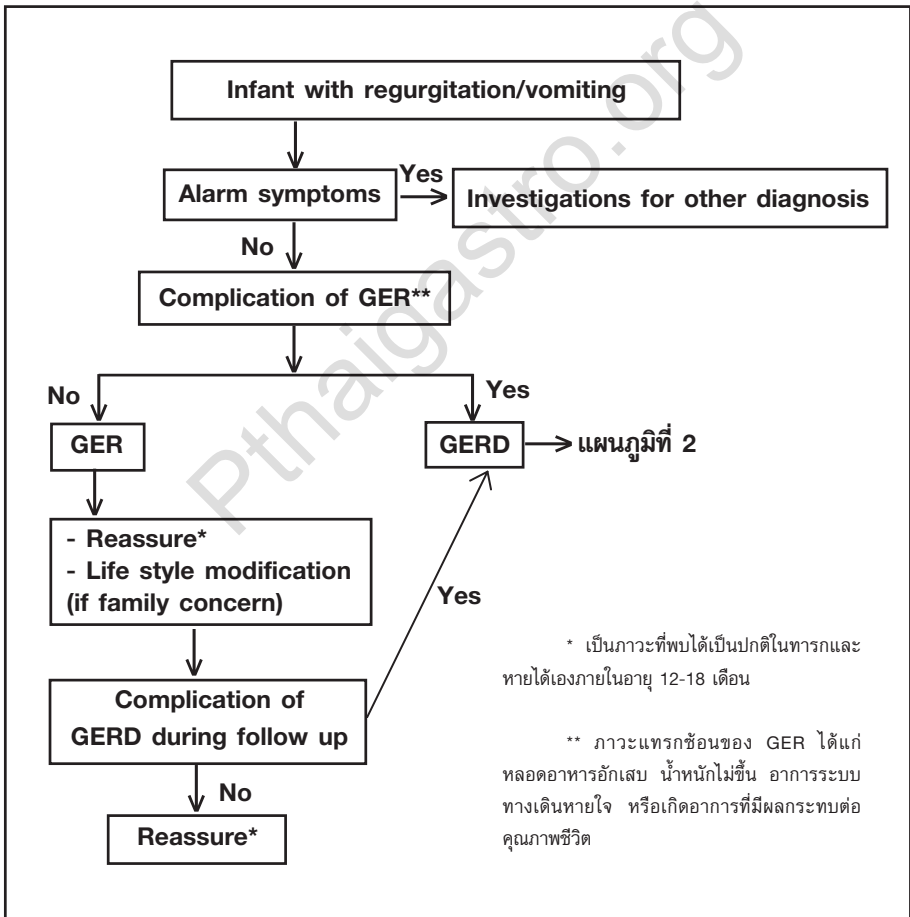 Infant with regurgitation/vomiting
Alarm symptoms
Yes
Investigations for other diagnosis
No
Complication of GER**
No
Yes
GER
GERD
แผนภูมิที่ 2
- Reassure*
- Life style modification
(if family concern)
Yes
Complication of
GERD during follow up
No
Reassure*
* เป็นภาวะที่พบได้เป็นปกติในทารกและ
หายได้เองภายในอายุ 12-18 เดือน
** ภาวะแทรกซ้อนของ GER ได้แก่
หลอดอาหารอักเสบ น้ำหนักไม่ขึ้น อาการระบบ
ทางเดินหายใจ หรือเกิดอาการที่มีผลกระทบต่อ
คุณภาพชีวิต
Pthaigastro.org